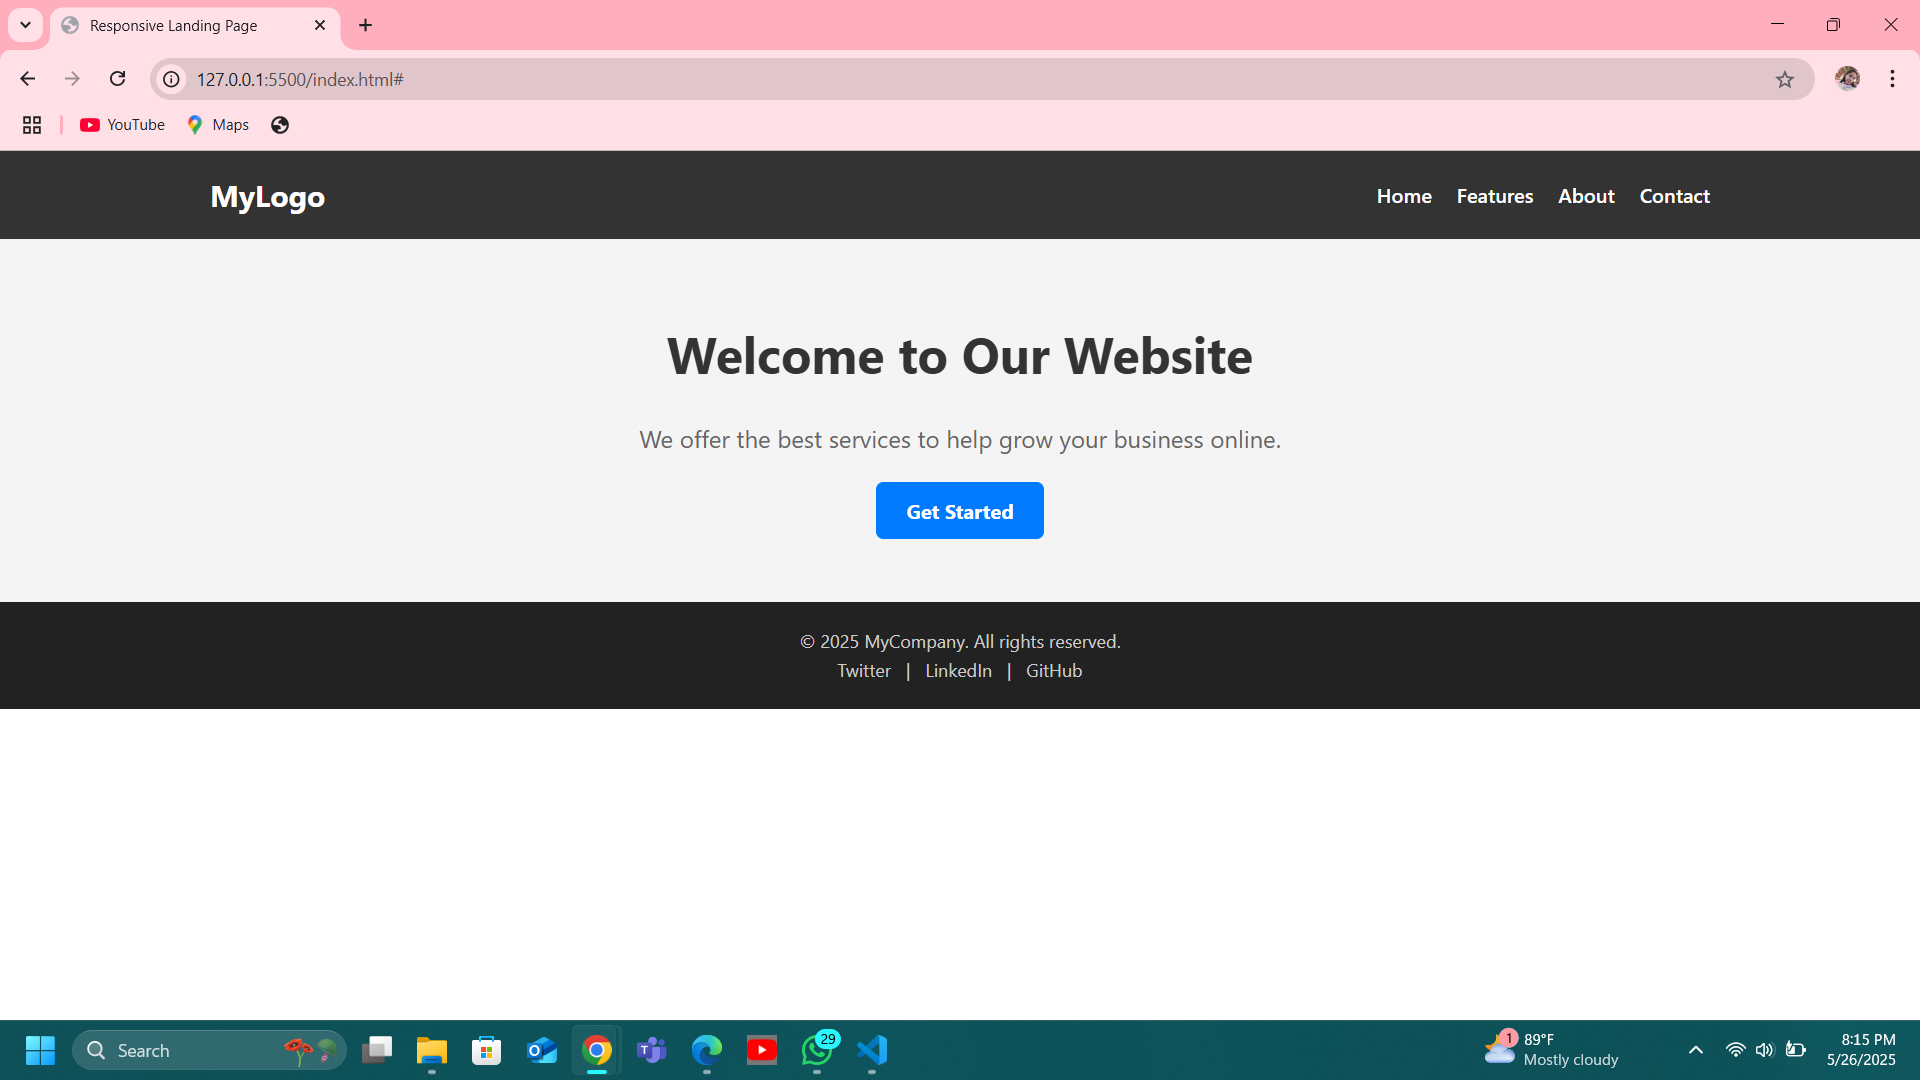 Responsive Landing Page
127.0.0.1:5500/index.html#
YouTube
Maps
MyLogo
Home Features About Contact
Welcome to Our Website
We offer the best services to help grow your business online.
Get Started
© 2025 MyCompany. All rights reserved.
Twitter | LinkedIn | GitHub
Search
29
1
89°F
Mostly cloudy
8:15 PM
5/26/2025